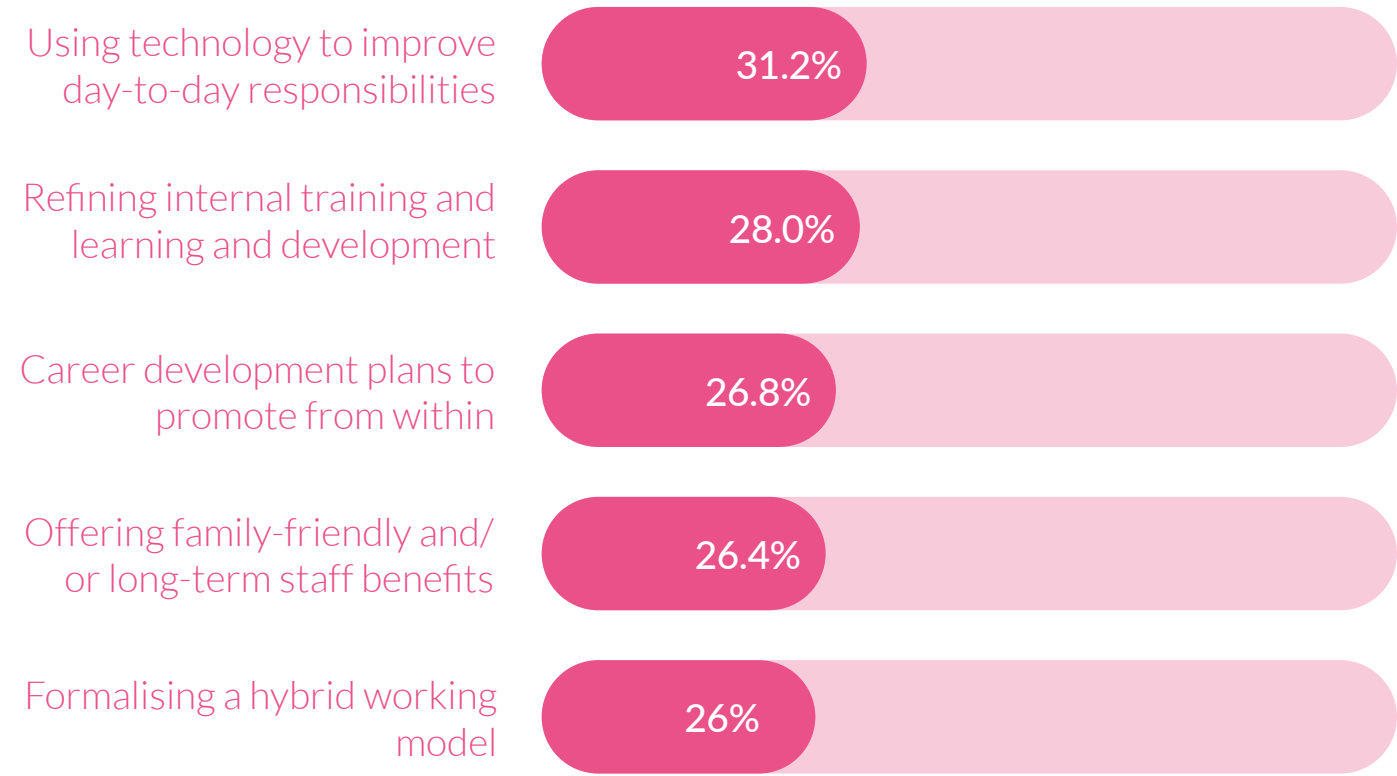 Using technology to improve
day-to-day responsibilities
31.2%
Refining internal training and
learning and development
28.0%
Career development plans to
promote from within
26.8%
Offering family-friendly and/
or long-term staff benefits
26.4%
Formalising a hybrid working
model
26%